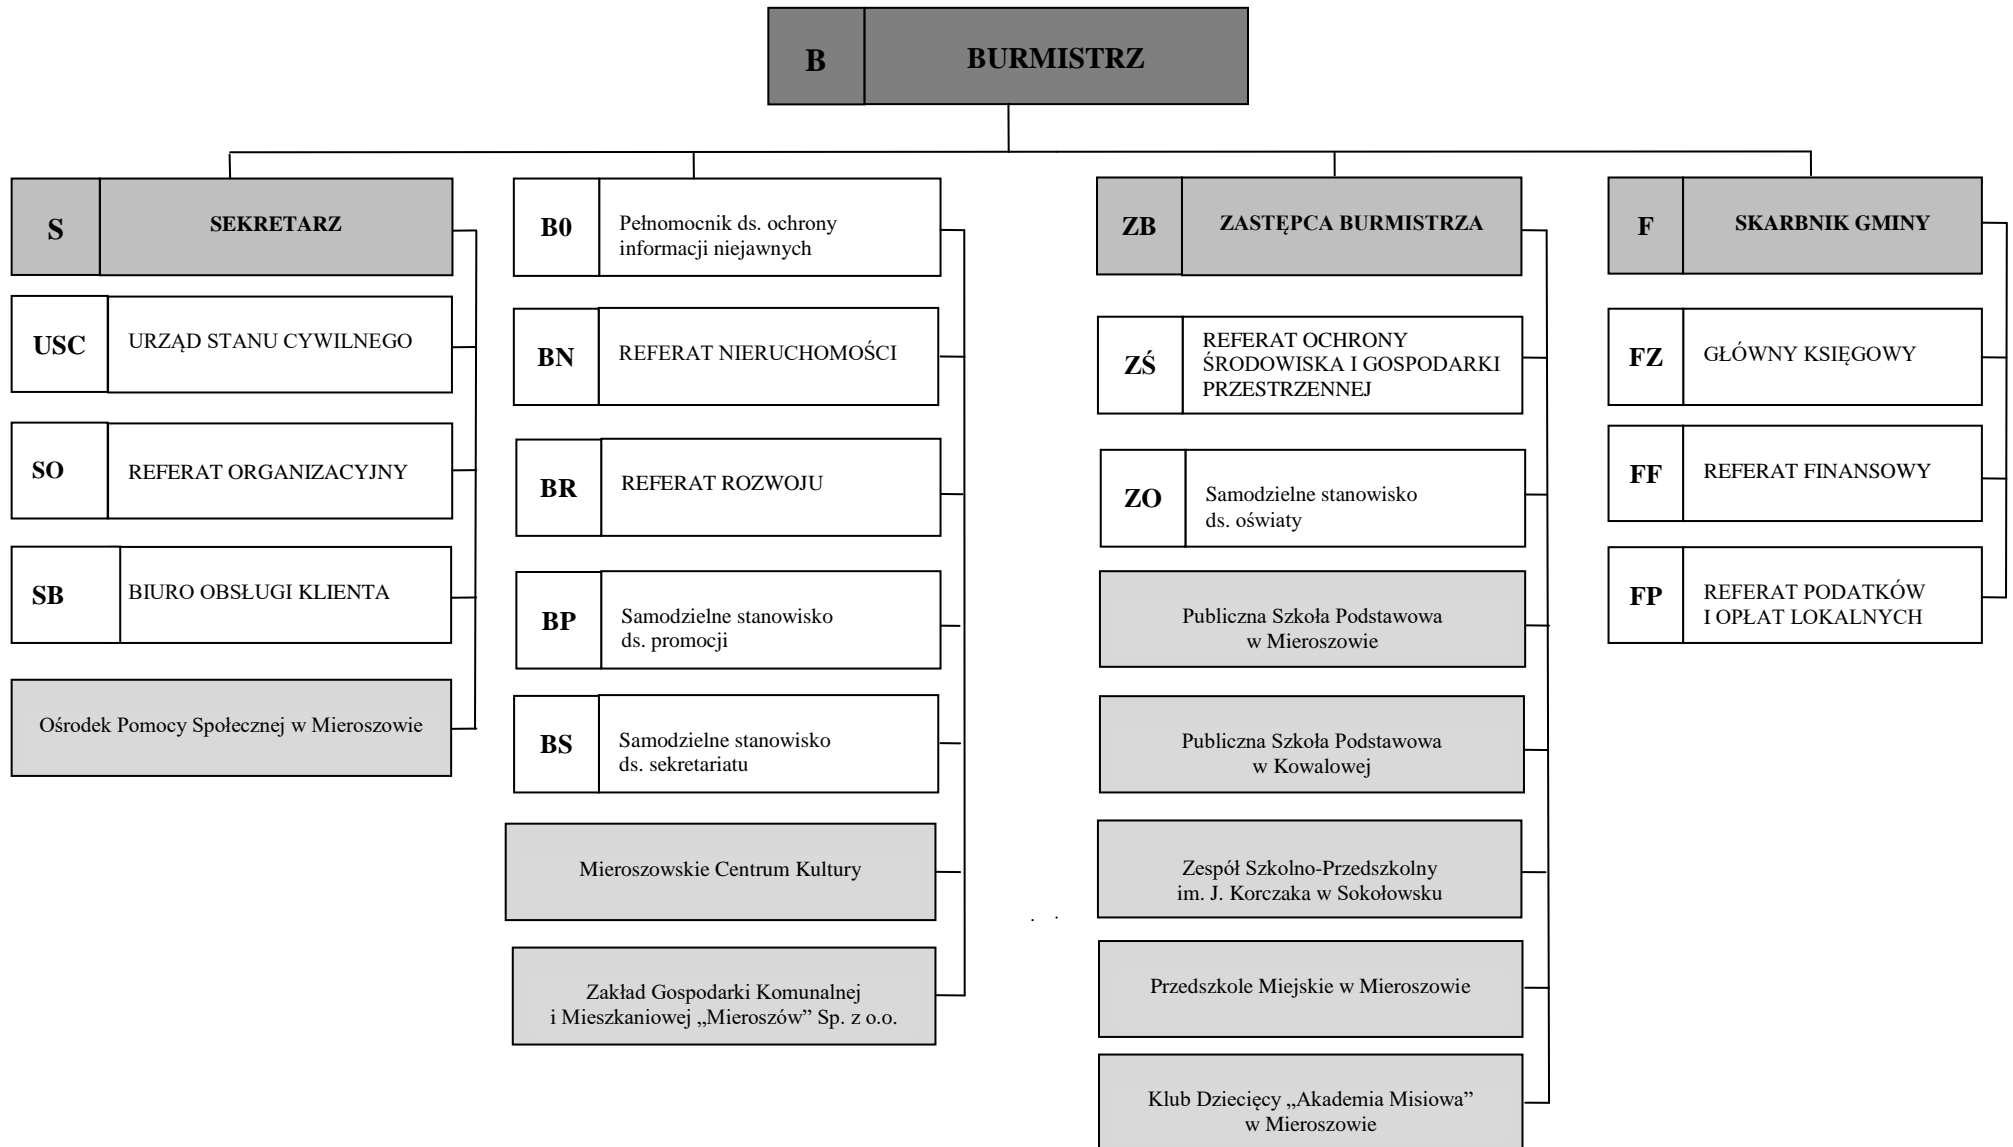 B
BURMISTRZ
S
SEKRETARZ
USC
URZĄD STANU CYWILNEGO
SO
REFERAT ORGANIZACYJNY
SB
BIURO OBSŁUGI KLIENTA
Ośrodek Pomocy Społecznej w Mieroszowie
B0
Pełnomocnik ds. ochrony
informacji niejawnych
BN
REFERAT NIERUCHOMOŚCI
BR
REFERAT ROZWOJU
BP
Samodzielne stanowisko
ds. promocji
BS
Samodzielne stanowisko
ds. sekretariatu
Mieroszowskie Centrum Kultury
Zakład Gospodarki Komunalnej
i Mieszkaniowej „Mieroszów” Sp. z o.o.
ZB
ZASTĘPCA BURMISTRZA
ZŚ
REFERAT OCHRONY
ŚRODOWISKA I GOSPODARKI
PRZESTRZENNEJ
ZO
Samodzielne stanowisko
ds. oświaty
Publiczna Szkoła Podstawowa
w Mieroszowie
Publiczna Szkoła Podstawowa
w Kowalowej
Zespół Szkolno-Przedszkolny
im. J. Korczaka w Sokołowsku
Przedszkole Miejskie w Mieroszowie
Klub Dziecięcy „Akademia Misiowa”
w Mieroszowie
F
SKARBNIK GMINY
FZ
GŁÓWNY KSIĘGOWY
FF
REFERAT FINANSOWY
FP
REFERAT PODATKÓW
I OPŁAT LOKALNYCH